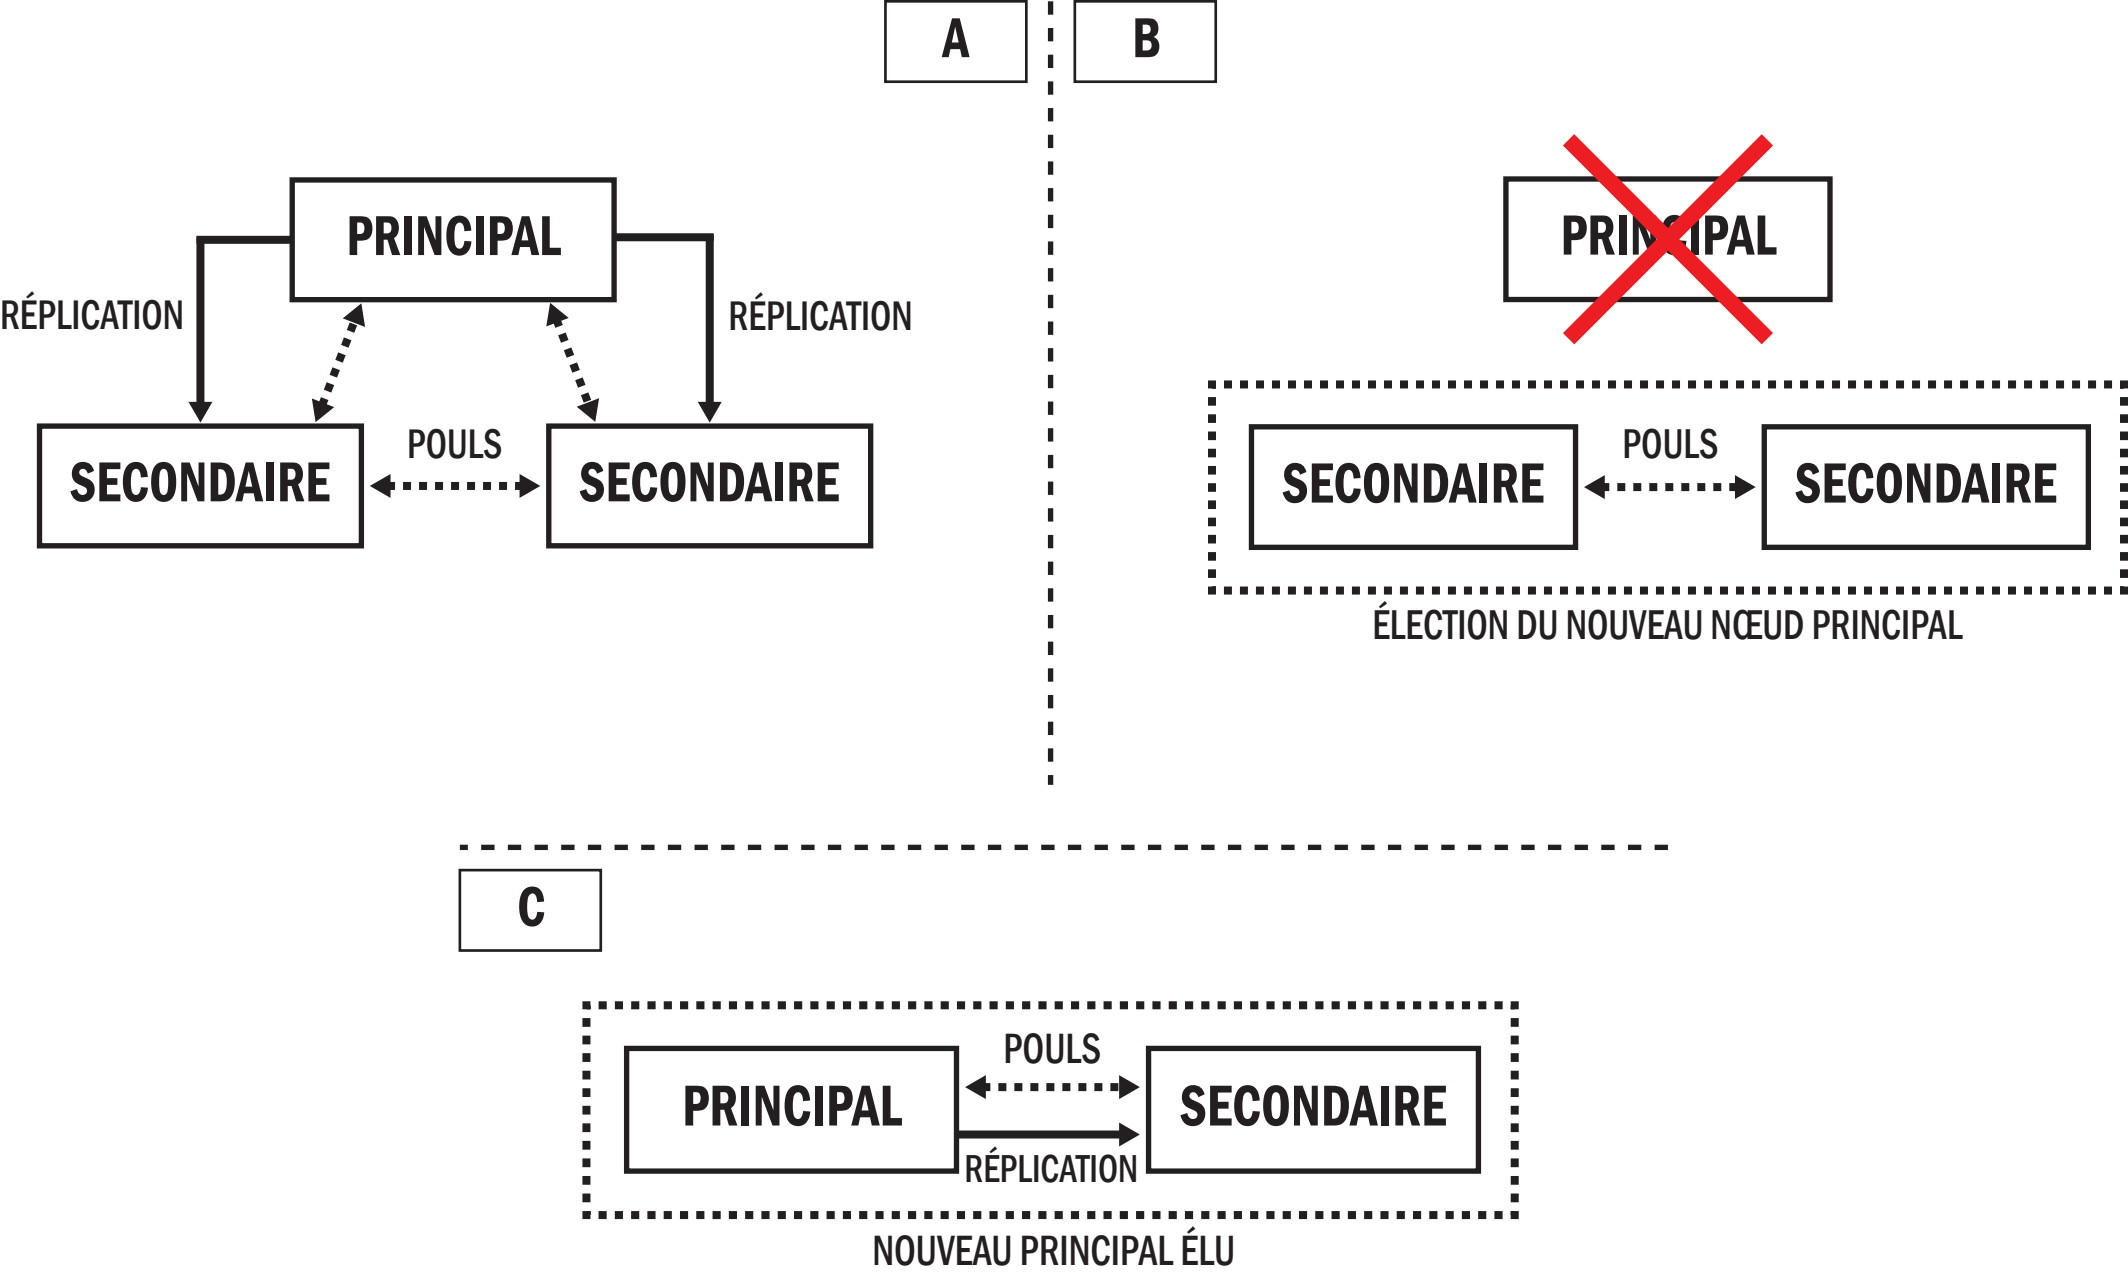 A
B
PRINCIPAL
RÉPLICATION
RÉPLICATION
SECONDAIRE
POULS
SECONDAIRE
PRINCIPAL
SECONDAIRE
POULS
SECONDAIRE
ÉLECTION DU NOUVEAU NŒUD PRINCIPAL
C
PRINCIPAL
POULS
SECONDAIRE
RÉPLICATION
NOUVEAU PRINCIPAL ÉLU